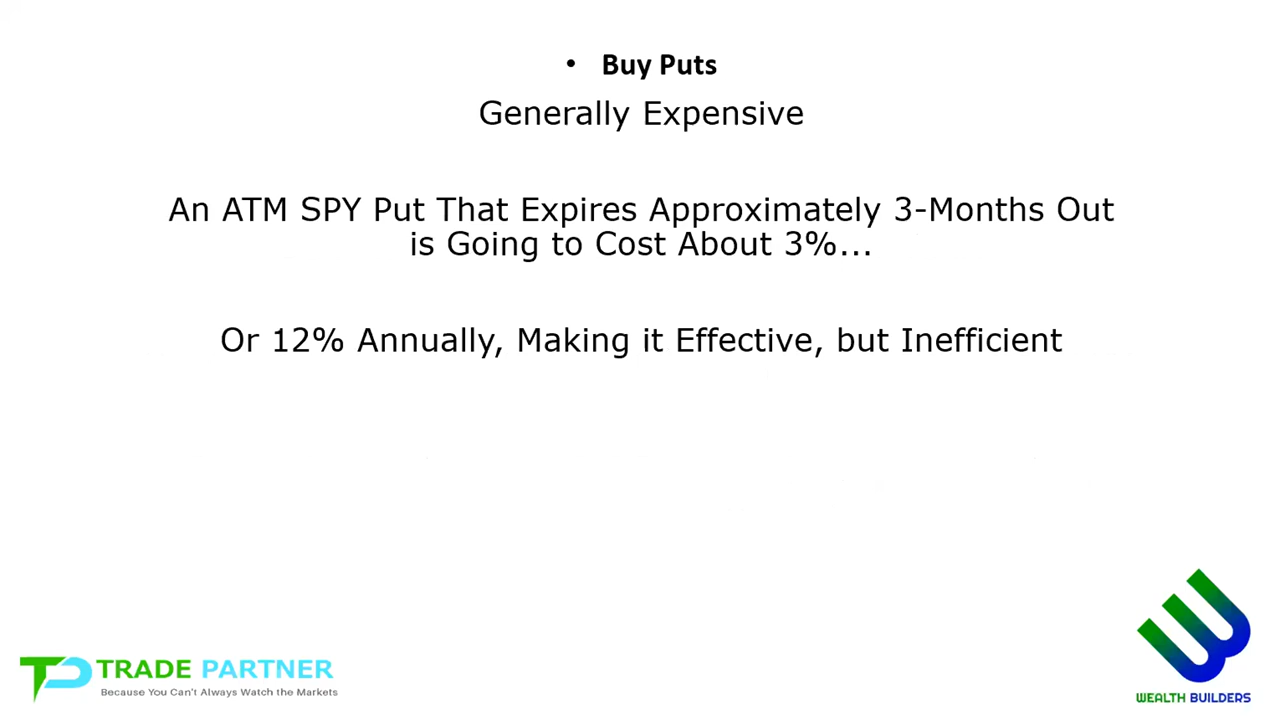 • Buy Puts
Generally Expensive
An ATM SPY Put That Expires Approximately 3-Months Out
is Going to Cost About 3%...
Or 12% Annually, Making it Effective, but Inefficient
TRADE PARTNER
Because You Can't Always Watch the Markets
WEALTH BUILDERS